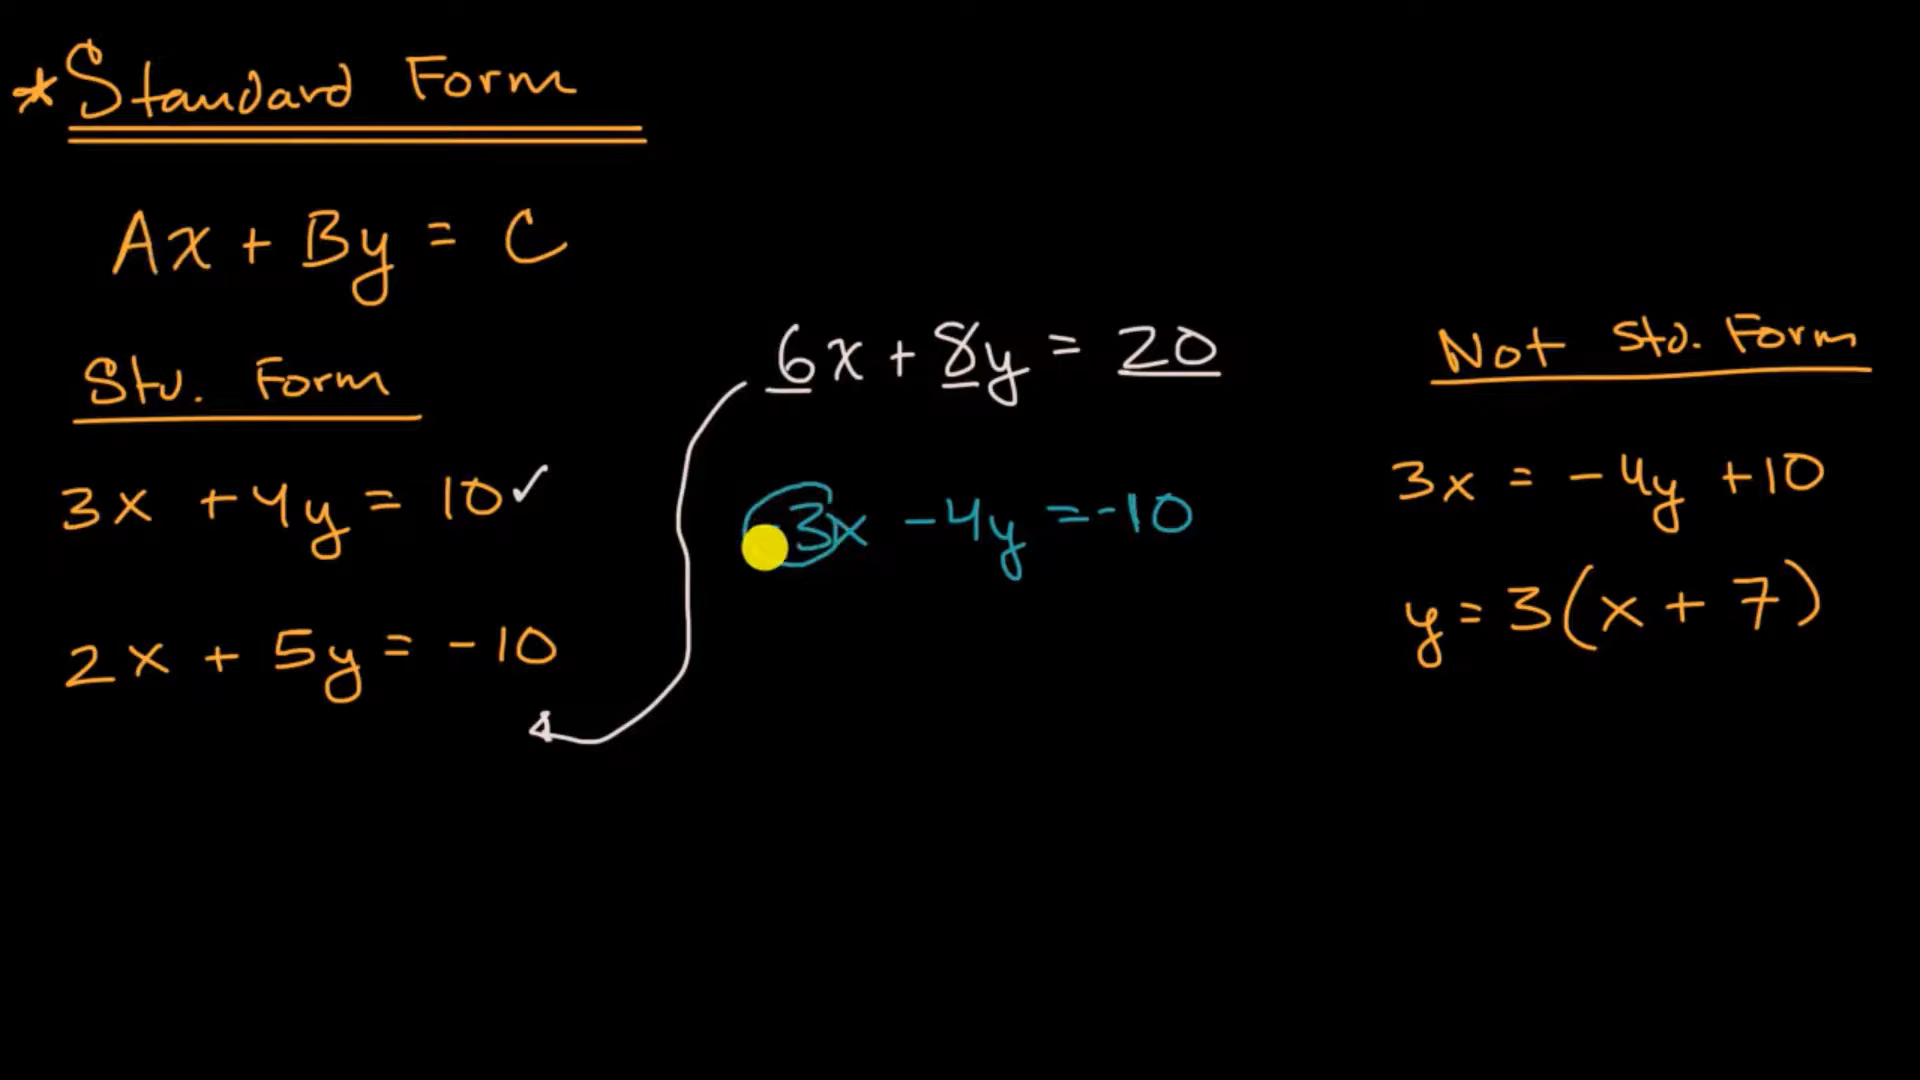 *Standard Form
Ax + By = C
Std. Form
3x + 4y = 10 ✓
2x + 5y = -10
6x + 8y = 20
-3x - 4y = -10
Not Std. Form
3x = -4y + 10
y = 3(x + 7)